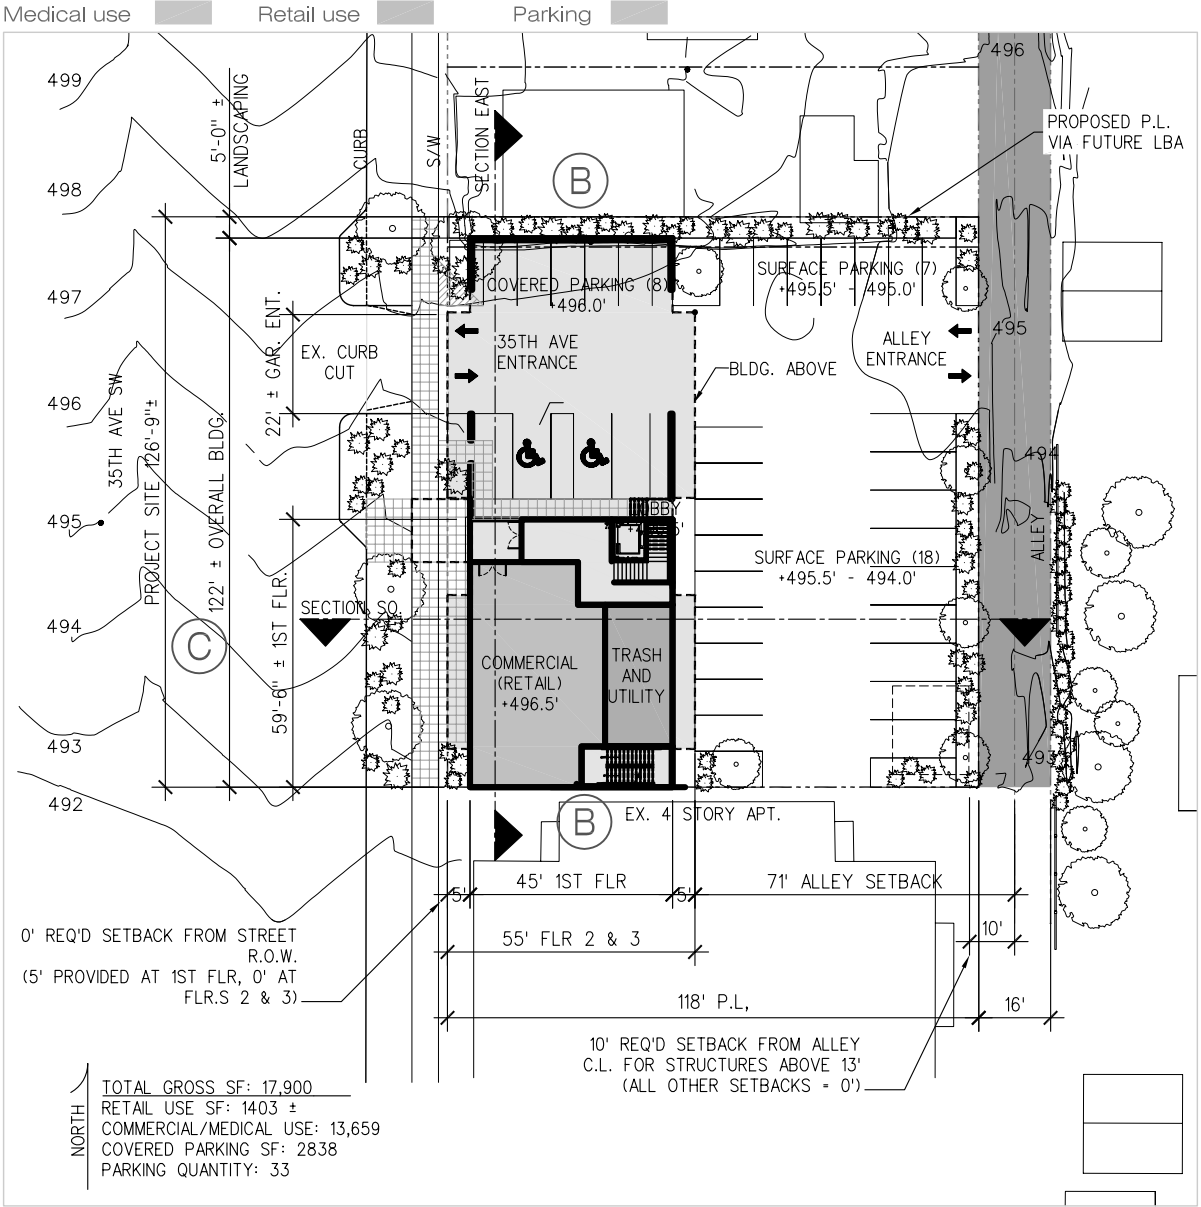 Medical use
Retail use
Parking
496
499
5'-0" ±
LANDSCAPING
CURB
S/W
SECTION EAST
PROPOSED P.L.
VIA FUTURE LBA
B
498
497
COVERED PARKING (8)
+496.0'
SURFACE PARKING (7)
+495.5' - 495.0'
495
22' ± GAR. ENT.
EX. CURB
CUT
35TH AVE
ENTRANCE
ALLEY
ENTRANCE
BLDG. ABOVE
496
35TH AVE SW
PROJECT SITE 126'-9"±
122' ± OVERALL BLDG.
494
495
ALLEY
SURFACE PARKING (18)
+495.5' - 494.0'
59'-6" ± 1ST FLR.
SECTION SO.
494
C
COMMERCIAL
(RETAIL)
+496.5'
TRASH
AND
UTILITY
493
493
492
B
EX. 4 STORY APT.
5'
45' 1ST FLR
5'
71' ALLEY SETBACK
0' REQ'D SETBACK FROM STREET
R.O.W.
(5' PROVIDED AT 1ST FLR, 0' AT
FLR.S 2 & 3)
55' FLR 2 & 3
10'
118' P.L,
16'
10' REQ'D SETBACK FROM ALLEY
C.L. FOR STRUCTURES ABOVE 13'
(ALL OTHER SETBACKS = 0')
NORTH
TOTAL GROSS SF: 17,900
RETAIL USE SF: 1403 ±
COMMERCIAL/MEDICAL USE: 13,659
COVERED PARKING SF: 2838
PARKING QUANTITY: 33